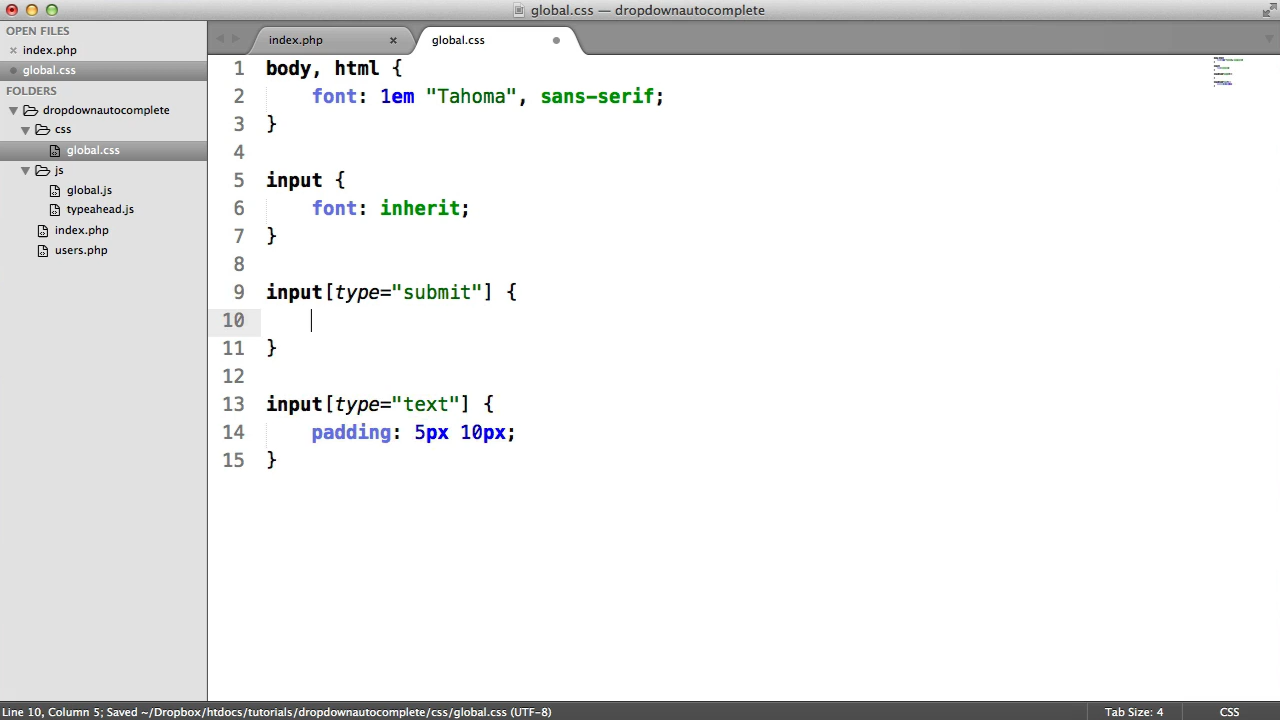 global.css — dropdownautocomplete
OPEN FILES
index.php
global.css
FOLDERS
dropdownautocomplete
css
global.css
js
global.js
typeahead.js
index.php
users.php
index.php
global.css
1 body, html {
2 font: 1em "Tahoma", sans-serif;
3 }
4
5 input {
6 font: inherit;
7 }
8
9 input[type="submit"] {
10
11 }
12
13 input[type="text"] {
14 padding: 5px 10px;
15 }
Line 10, Column 5; Saved ~/Dropbox/htdocs/tutorials/dropdownautocomplete/css/global.css (UTF-8)
Tab Size: 4
CSS